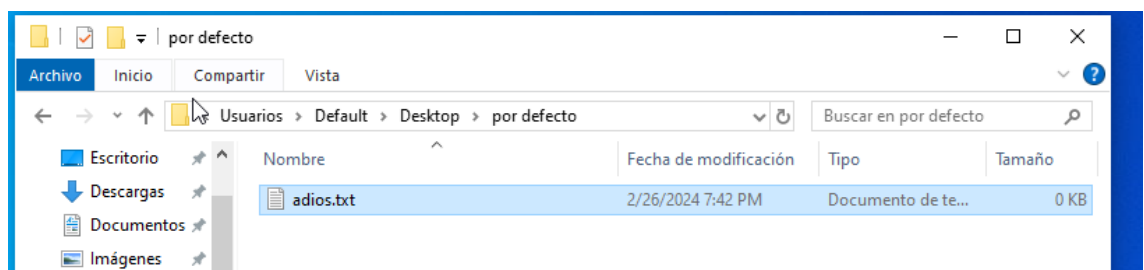 por defecto
Archivo Inicio Compartir Vista
Usuarios > Default > Desktop > por defecto Buscar en por defecto
Escritorio Nombre Fecha de modificación Tipo Tamaño
Descargas adios.txt 2/26/2024 7:42 PM Documento de te... 0 KB
Documentos
Imágenes